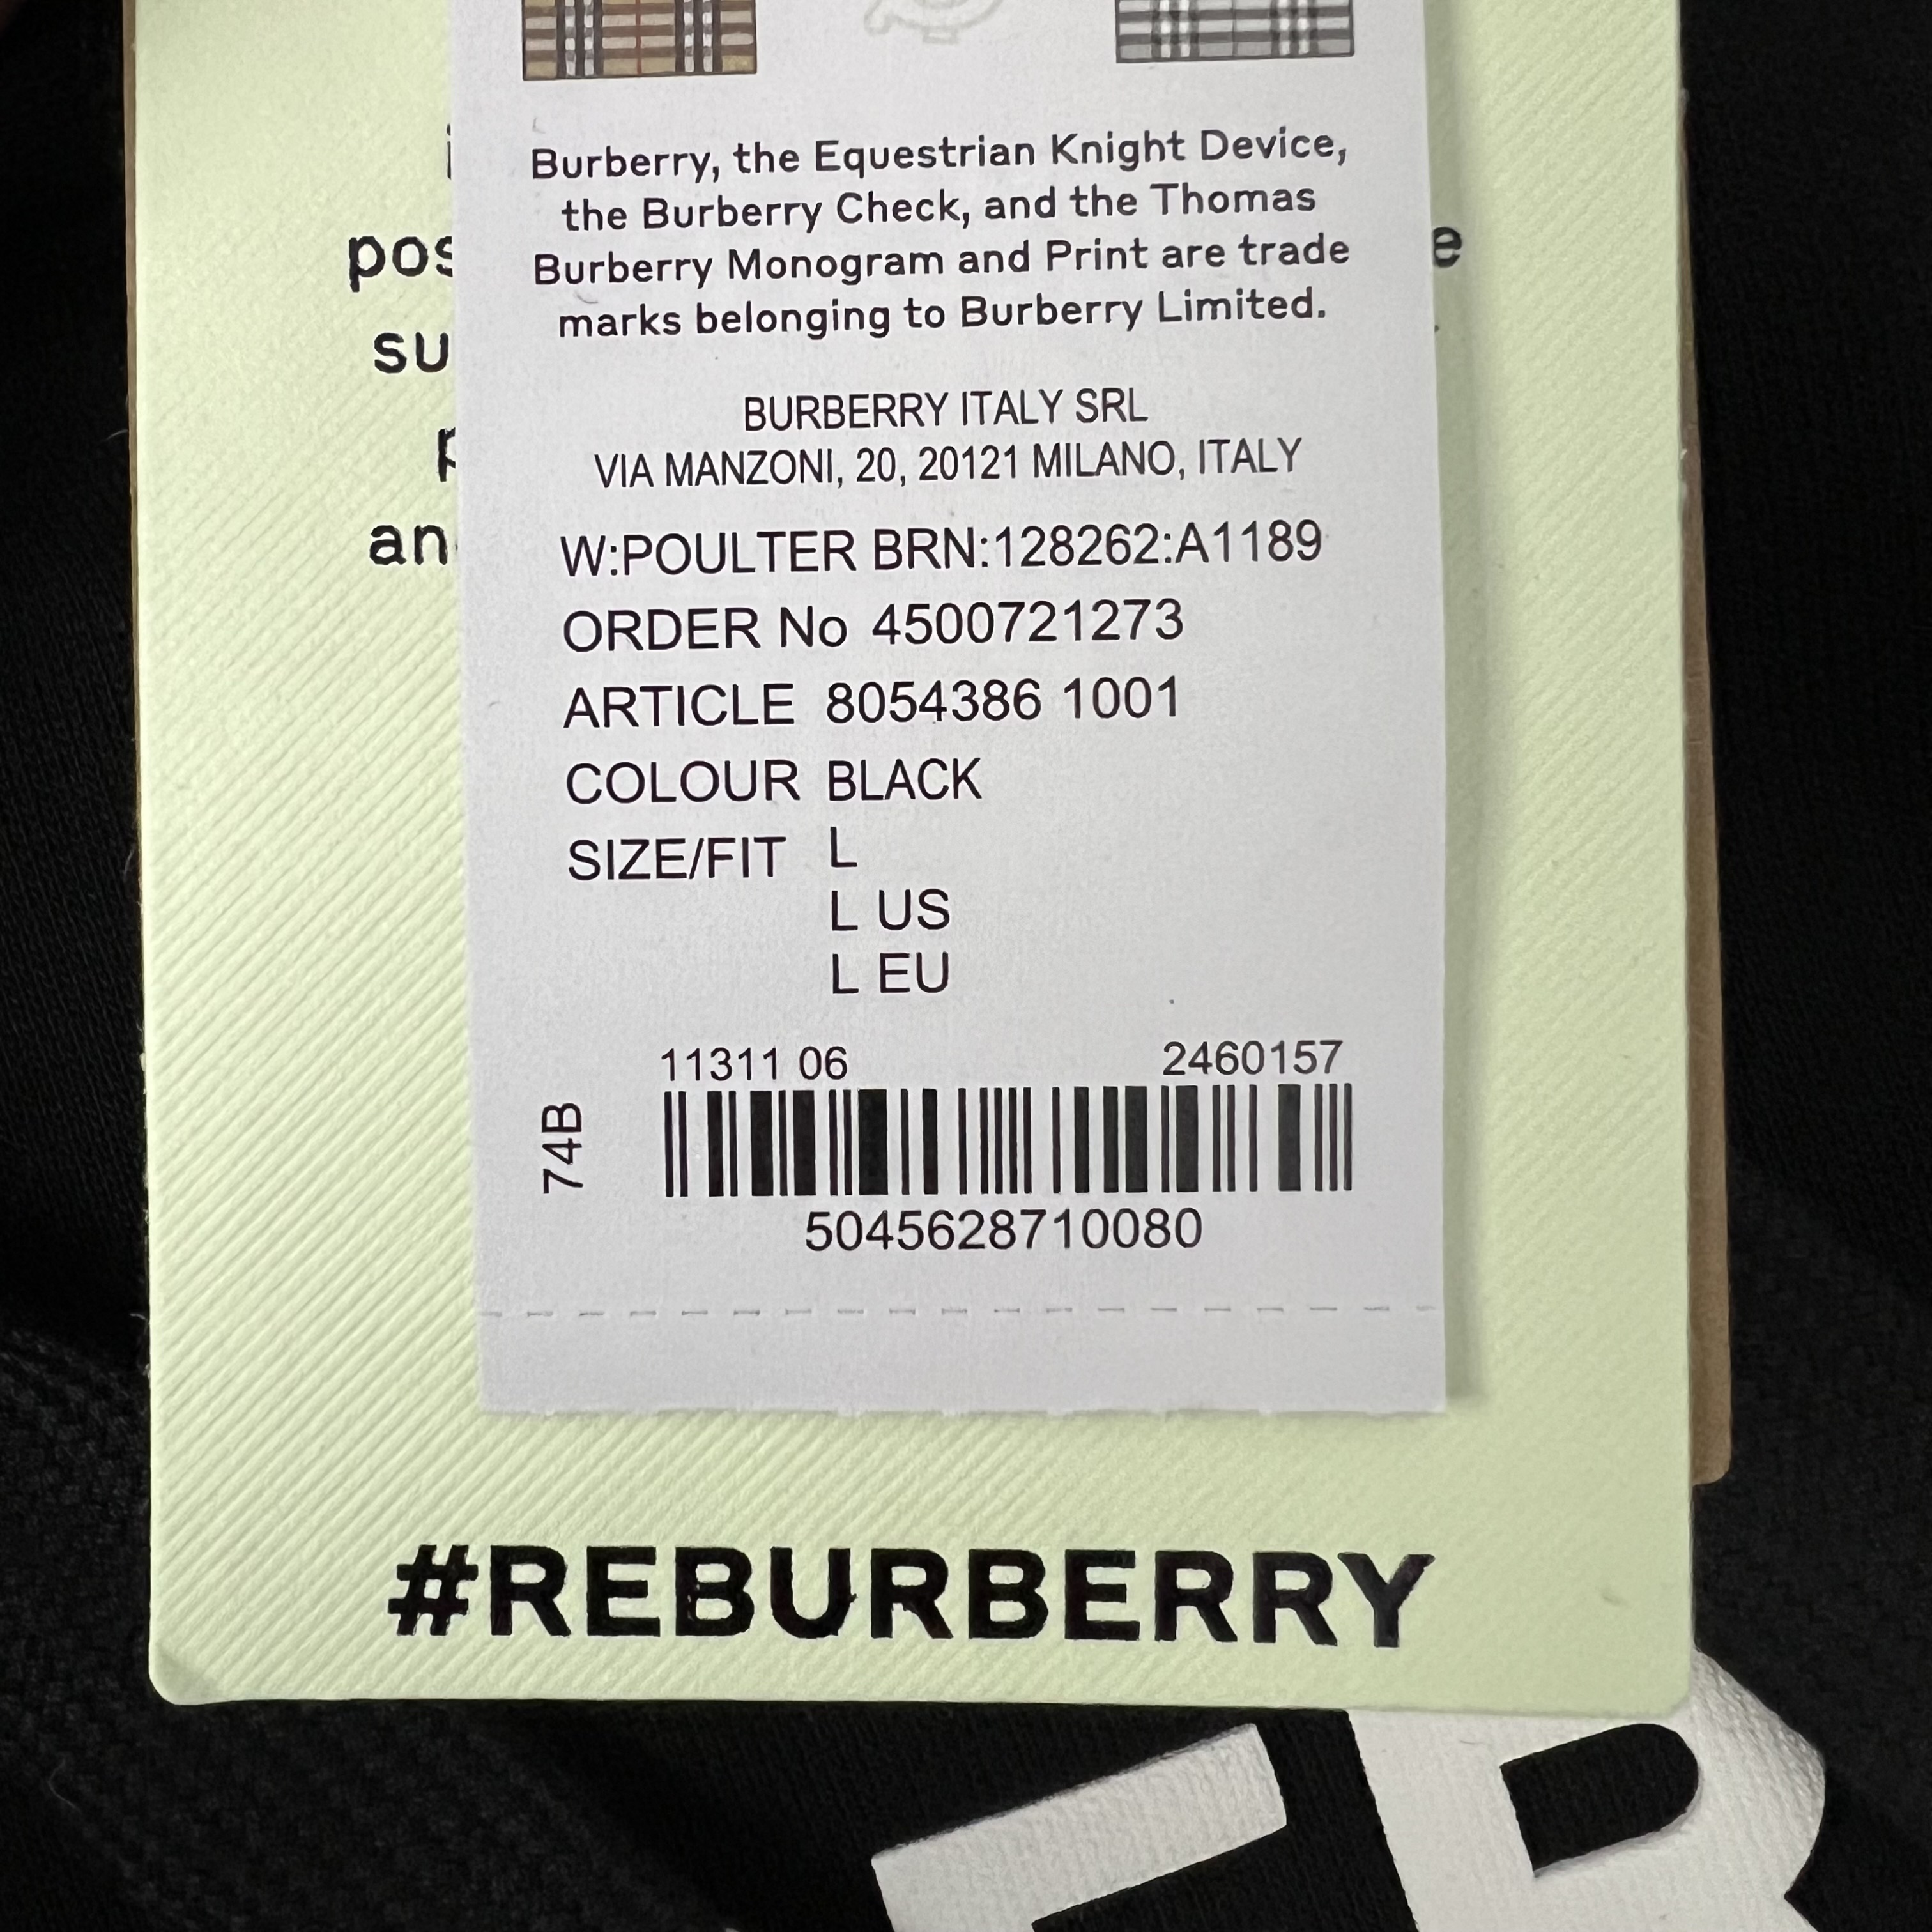 Burberry, the Equestrian Knight Device,
the Burberry Check, and the Thomas
Burberry Monogram and Print are trade
marks belonging to Burberry Limited.
BURBERRY ITALY SRL
VIA MANZONI, 20, 20121 MILANO, ITALY
W:POULTER BRN:128262:A1189
ORDER No 4500721273
ARTICLE 8054386 1001
COLOUR BLACK
SIZE/FIT L
L US
L EU
11311 06 2460157
74B
5045628710080
#REBURBERRY